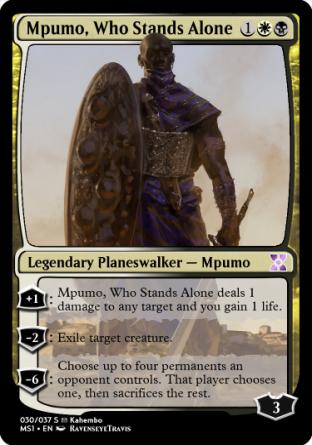 Mpumo, Who Stands Alone 1
Legendary Planeswalker — Mpumo
+1: Mpumo, Who Stands Alone deals 1
damage to any target and you gain 1 life.
-2: Exile target creature.
-6: Choose up to four permanents an
opponent controls. That player chooses
one, then sacrifices the rest.
3
030/037 S Kahembo
MS1 • EN RavenseyeTravis